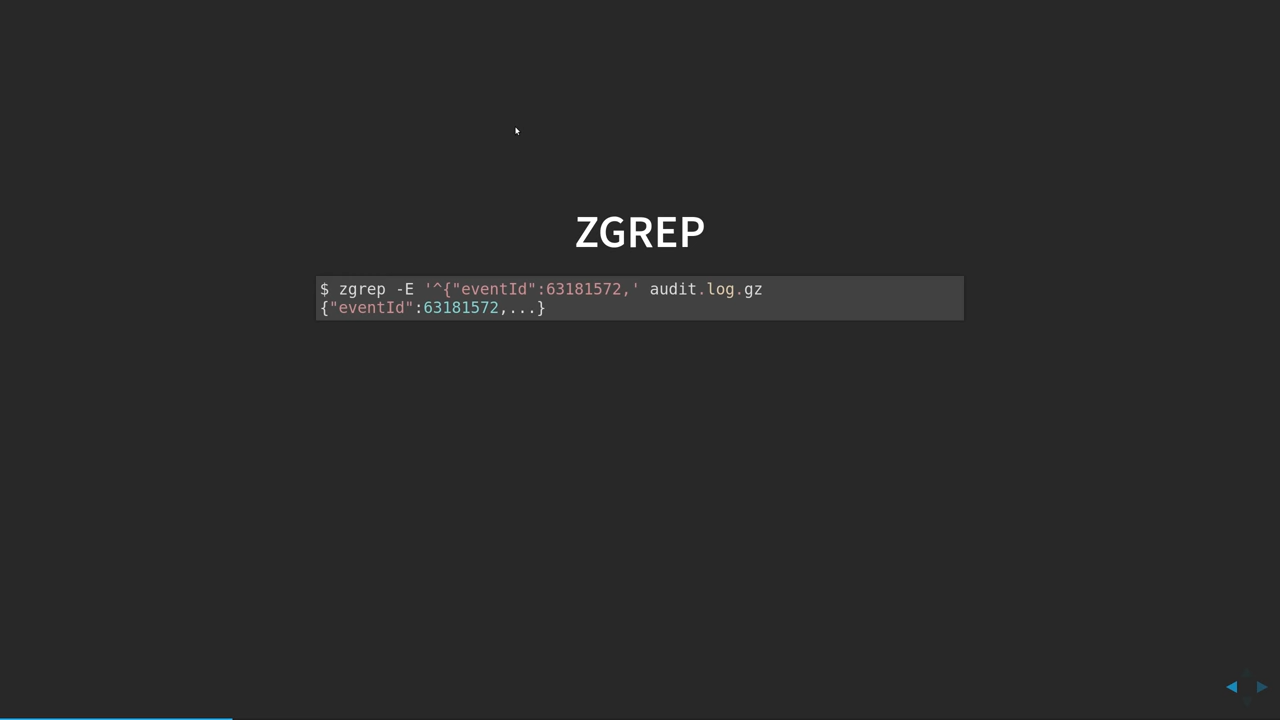 ZGREP
$ zgrep -E '^{"eventId":63181572,' audit.log.gz
{"eventId":63181572,...}